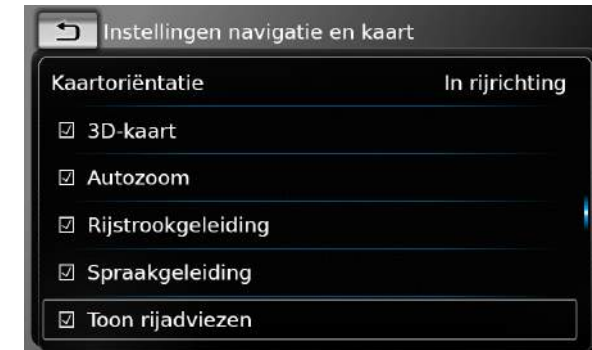 Instellingen navigatie en kaart
Kaartoriëntatie In rijrichting
3D-kaart
Autozoom
Rijstrookgeleiding
Spraakgeleiding
Toon rijadviezen